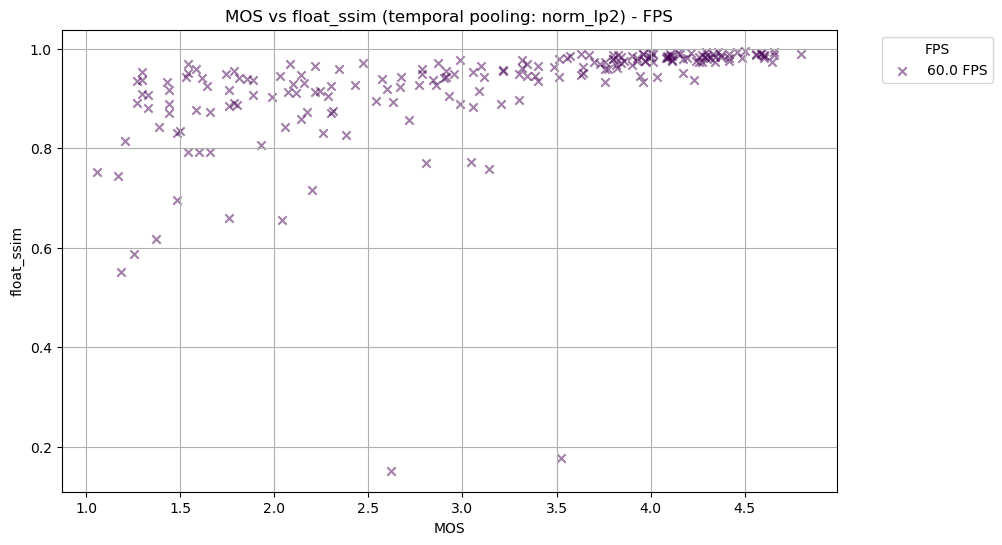 MOS vs float_ssim (temporal pooling: norm_lp2) - FPS
FPS
60.0 FPS
1.0
0.8
0.6
0.4
0.2
float_ssim
1.0 1.5 2.0 2.5 3.0 3.5 4.0 4.5
MOS